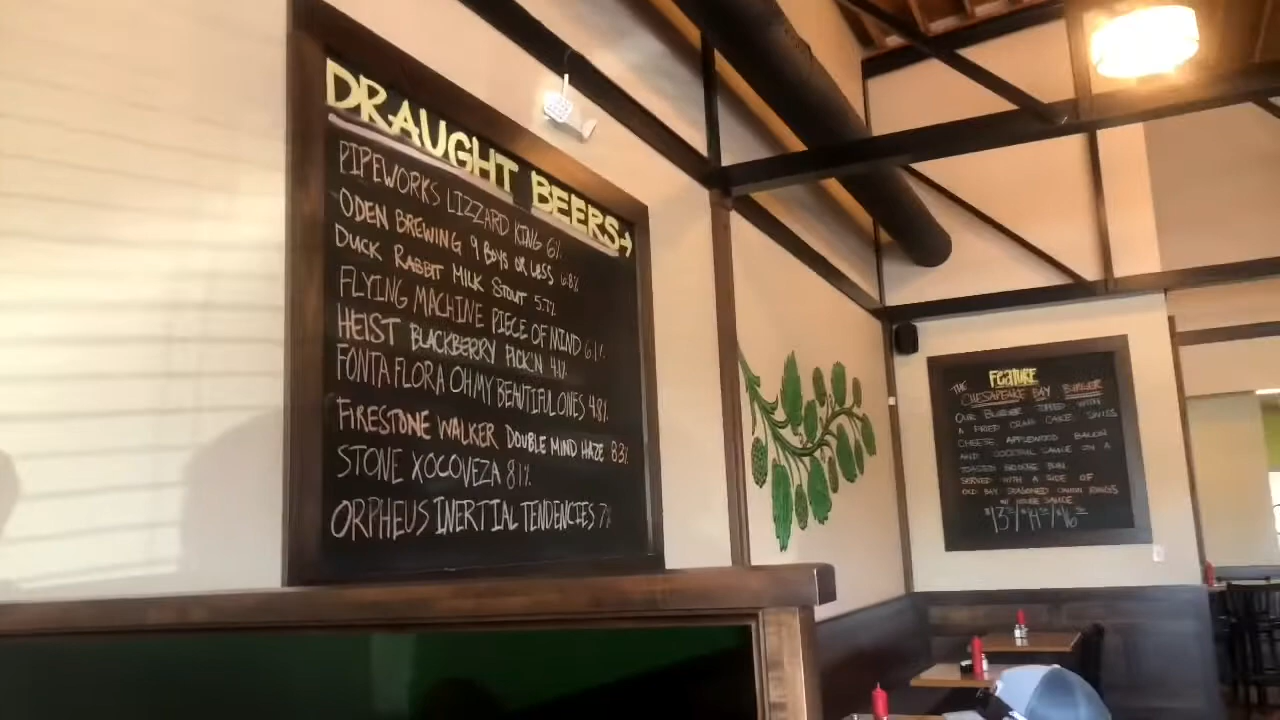 DRAUGHT BEERS→
PIPEWORKS LIZZARD KING 6%
ODEN BREWING 9 BOYS OR LESS 6.8%
DUCK RABBIT MILK STOUT 5.7%
FLYING MACHINE PIECE OF MIND 6.1%
HEIST BLACKBERRY PICK'N 4.1%
FONTA FLORA OH MY BEAUTIFUL ONES 4.8%
FIRESTONE WALKER DOUBLE MIND HAZE 8.3%
STONE XOCOVEZA 8.1%
ORPHEUS INERTIAL TENDENCIES 7%
FEATURE
THE CHESAPEAKE BAY BURGER
OUR BURGER TOPPED WITH
A FRIED CRAB CAKE, SWISS
CHEESE, APPLEWOOD BACON
AND COCKTAIL SAUCE ON A
TOASTED BRIOCHE BUN.
SERVED WITH A SIDE OF
OLD BAY SEASONED ONION RINGS
SAUCE